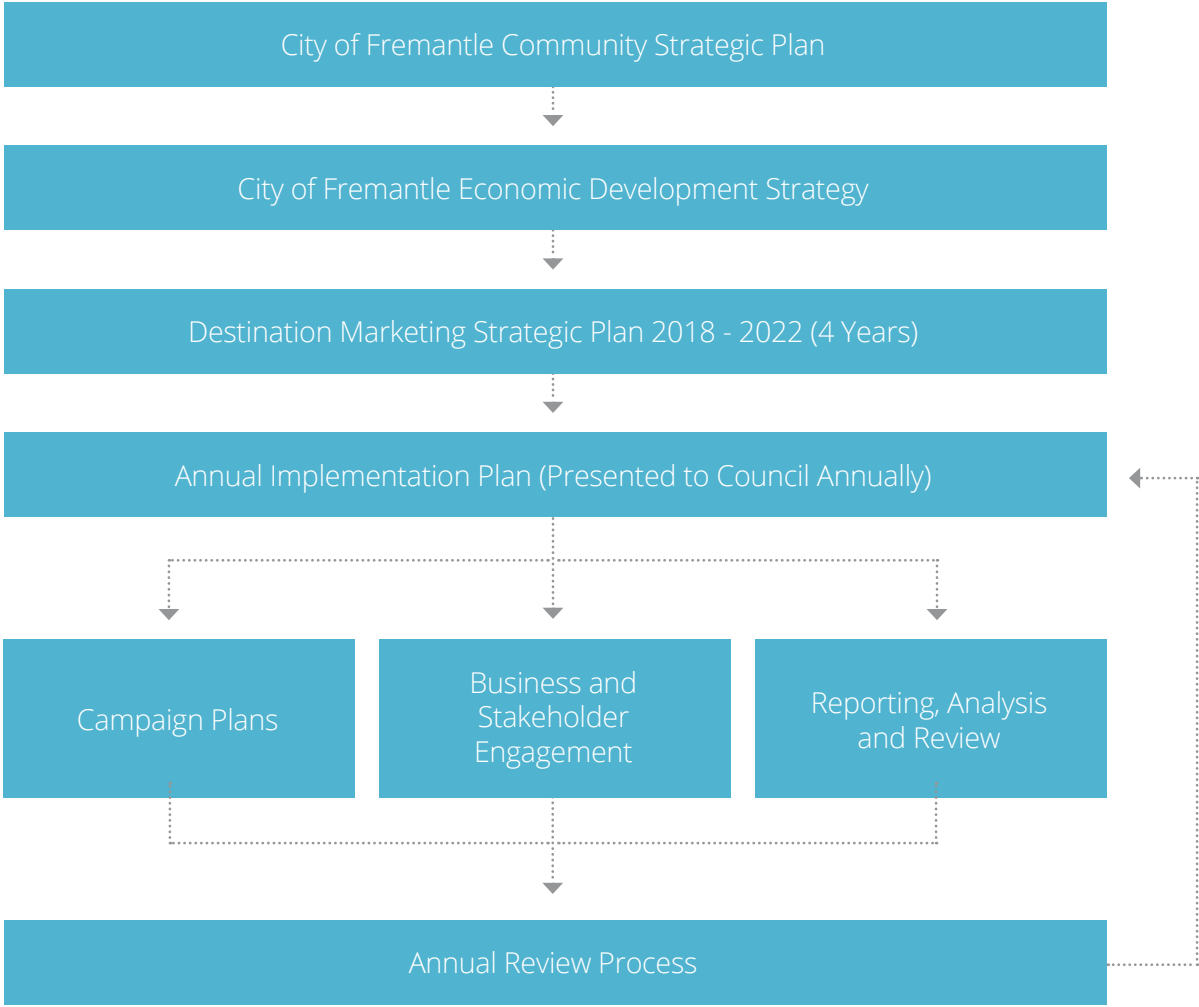 City of Fremantle Community Strategic Plan
City of Fremantle Economic Development Strategy
Destination Marketing Strategic Plan 2018 - 2022 (4 Years)
Annual Implementation Plan (Presented to Council Annually)
Campaign Plans
Business and
Stakeholder
Engagement
Reporting, Analysis
and Review
Annual Review Process